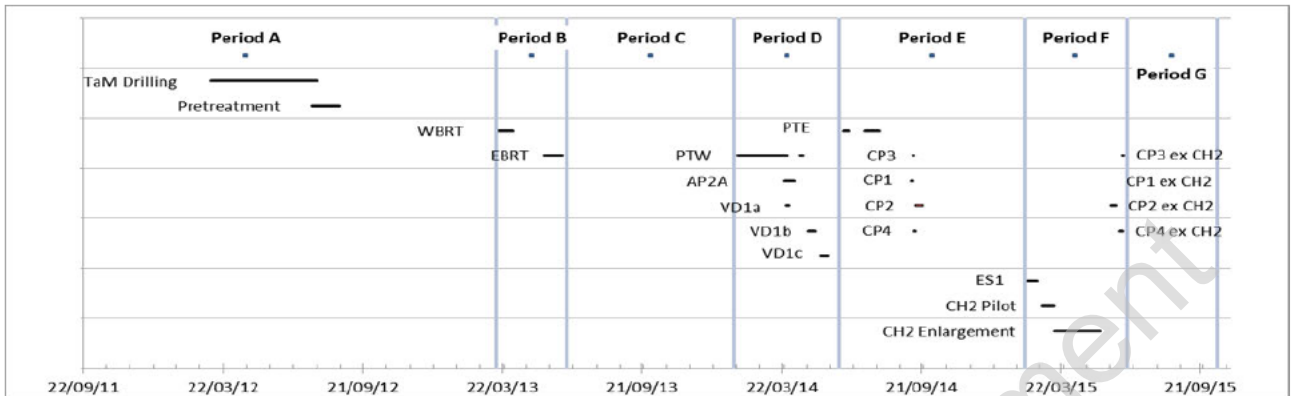 Period A Period B Period C Period D Period E Period F
Period G
TaM Drilling
Pretreatment
WBRT PTE
EBRT PTW CP3 CP3 ex CH2
AP2A CP1 CP1 ex CH2
VD1a CP2 CP2 ex CH2
VD1b CP4 CP4 ex CH2
VD1c
ES1
CH2 Pilot
CH2 Enlargement
22/09/11 22/03/12 21/09/12 22/03/13 21/09/13 22/03/14 21/09/14 22/03/15 21/09/15